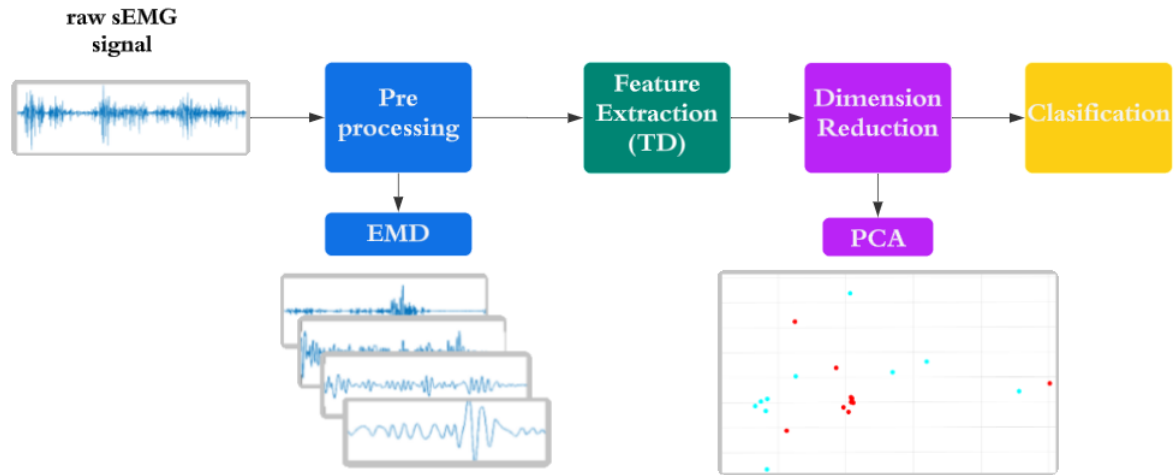 raw sEMG
signal
Pre
processing
Feature
Extraction
(TD)
Dimension
Reduction
Clasification
EMD
PCA